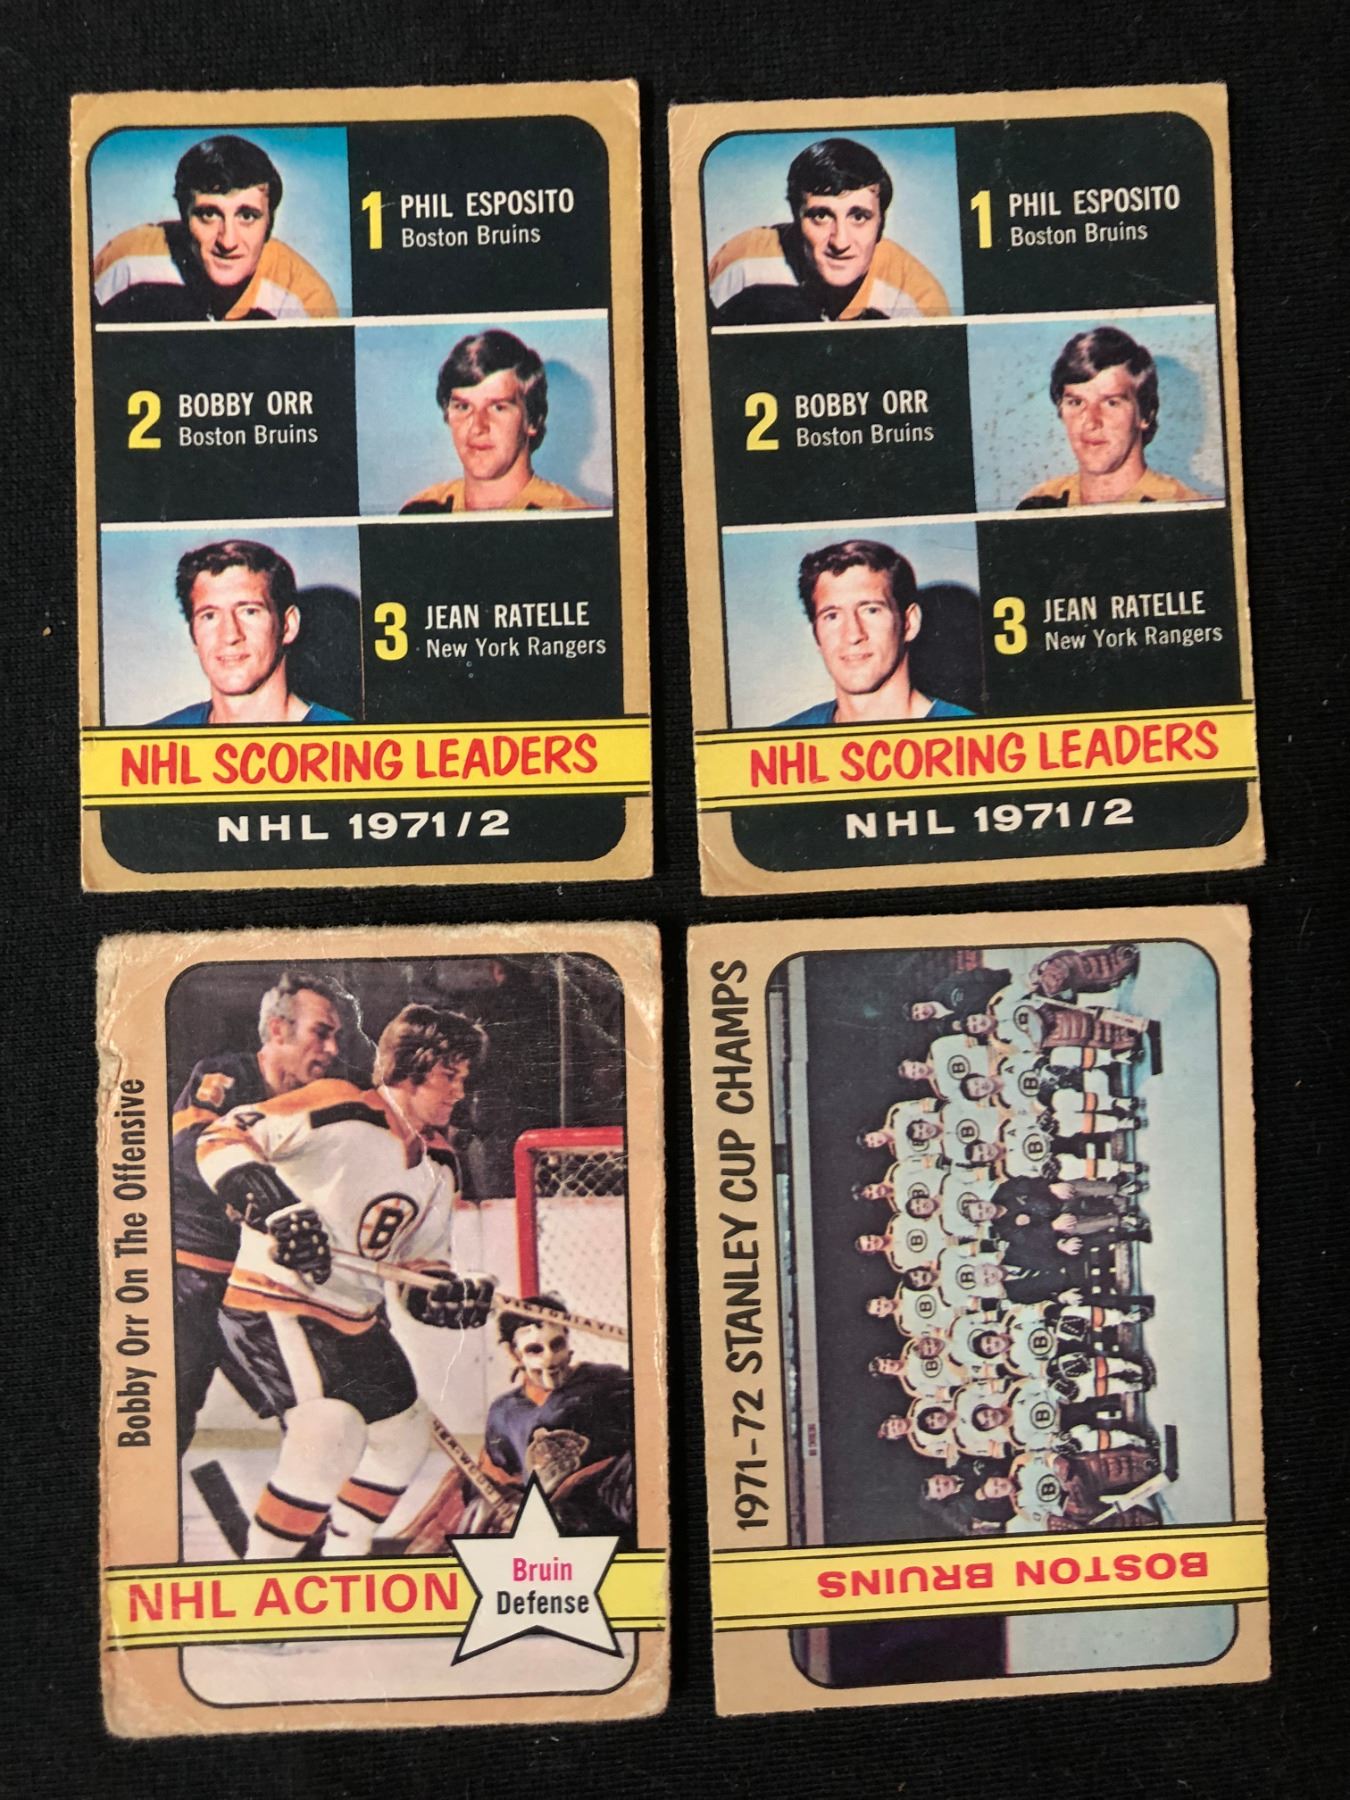 1 PHIL ESPOSITO
Boston Bruins
2 BOBBY ORR
Boston Bruins
3 JEAN RATELLE
New York Rangers
NHL SCORING LEADERS
NHL 1971/2
1 PHIL ESPOSITO
Boston Bruins
2 BOBBY ORR
Boston Bruins
3 JEAN RATELLE
New York Rangers
NHL SCORING LEADERS
NHL 1971/2
Bobby Orr On The Offensive
B
NHL ACTION
Bruin
Defense
1971-72 STANLEY CUP CHAMPS
BOSTON BRUINS